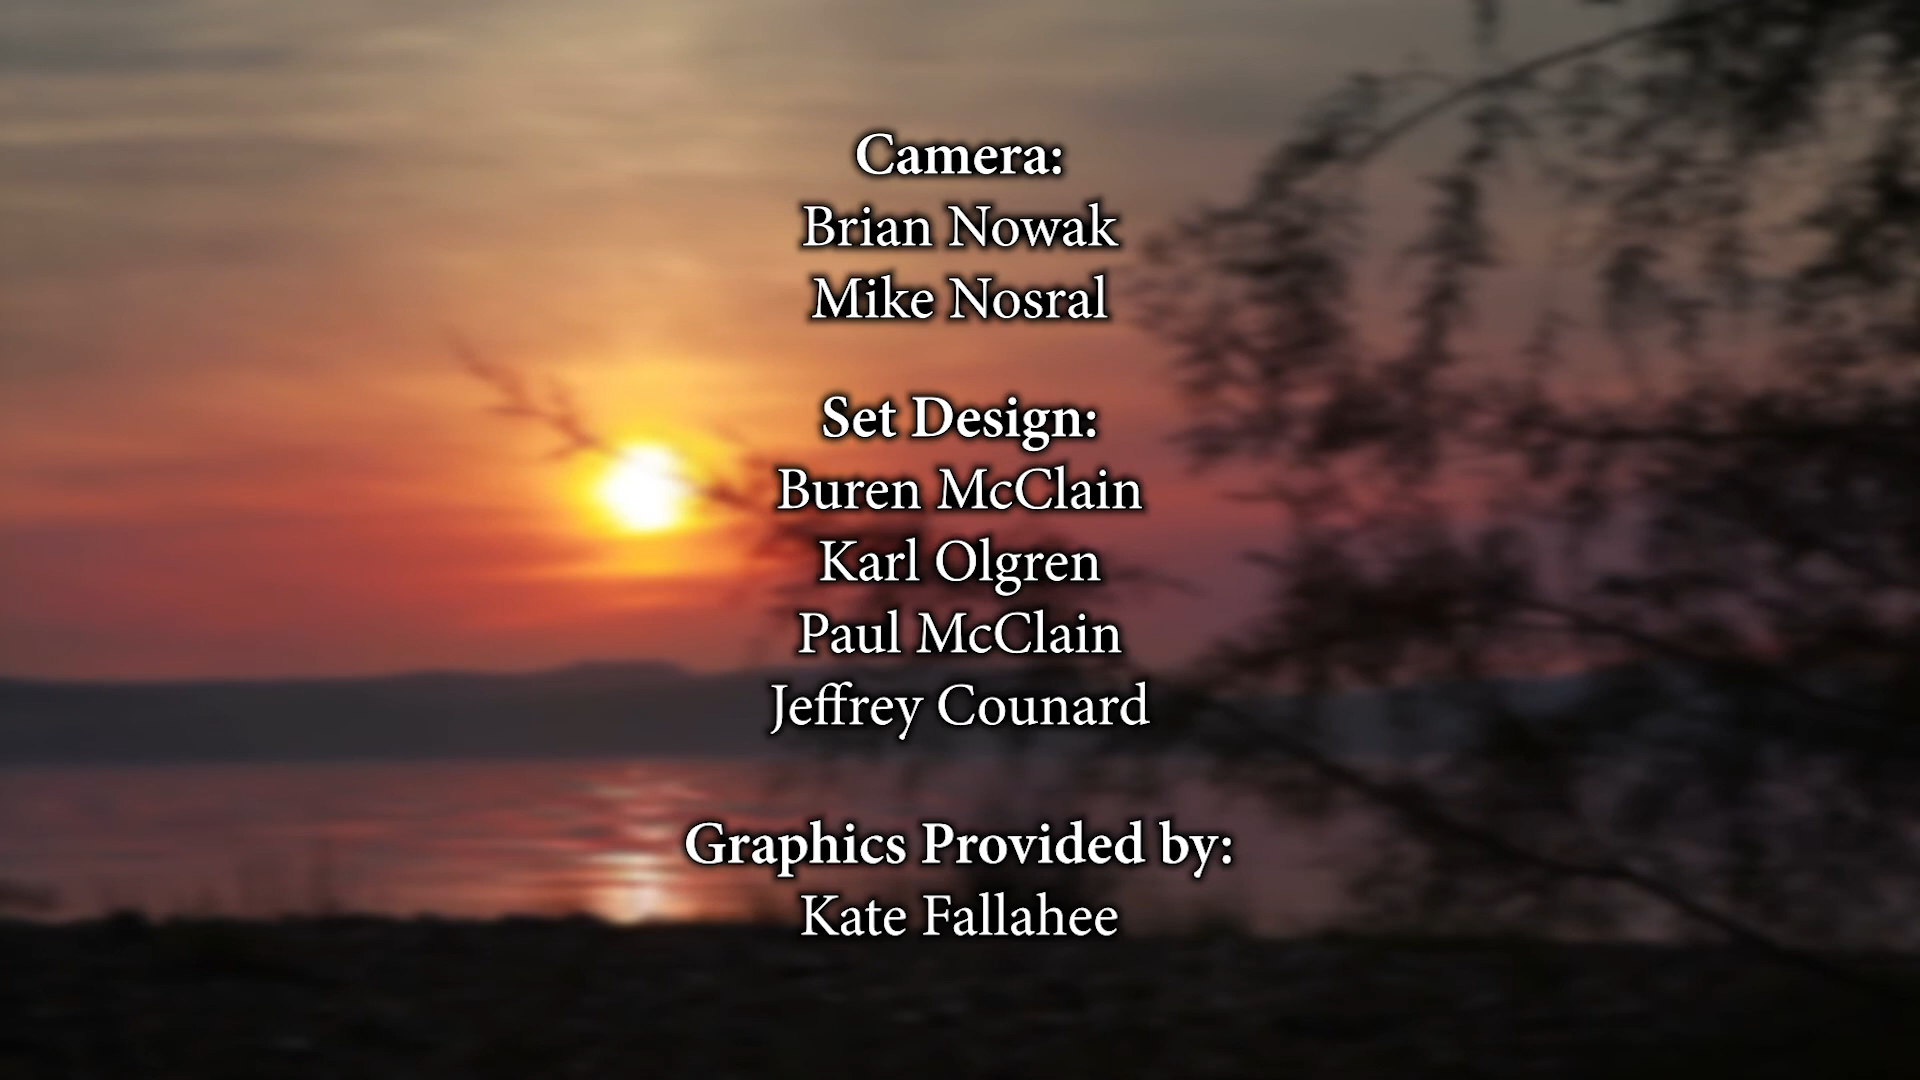 Camera:
Brian Nowak
Mike Nosral
Set Design:
Buren McClain
Karl Olgren
Paul McClain
Jeffrey Counard
Graphics Provided by:
Kate Fallahee